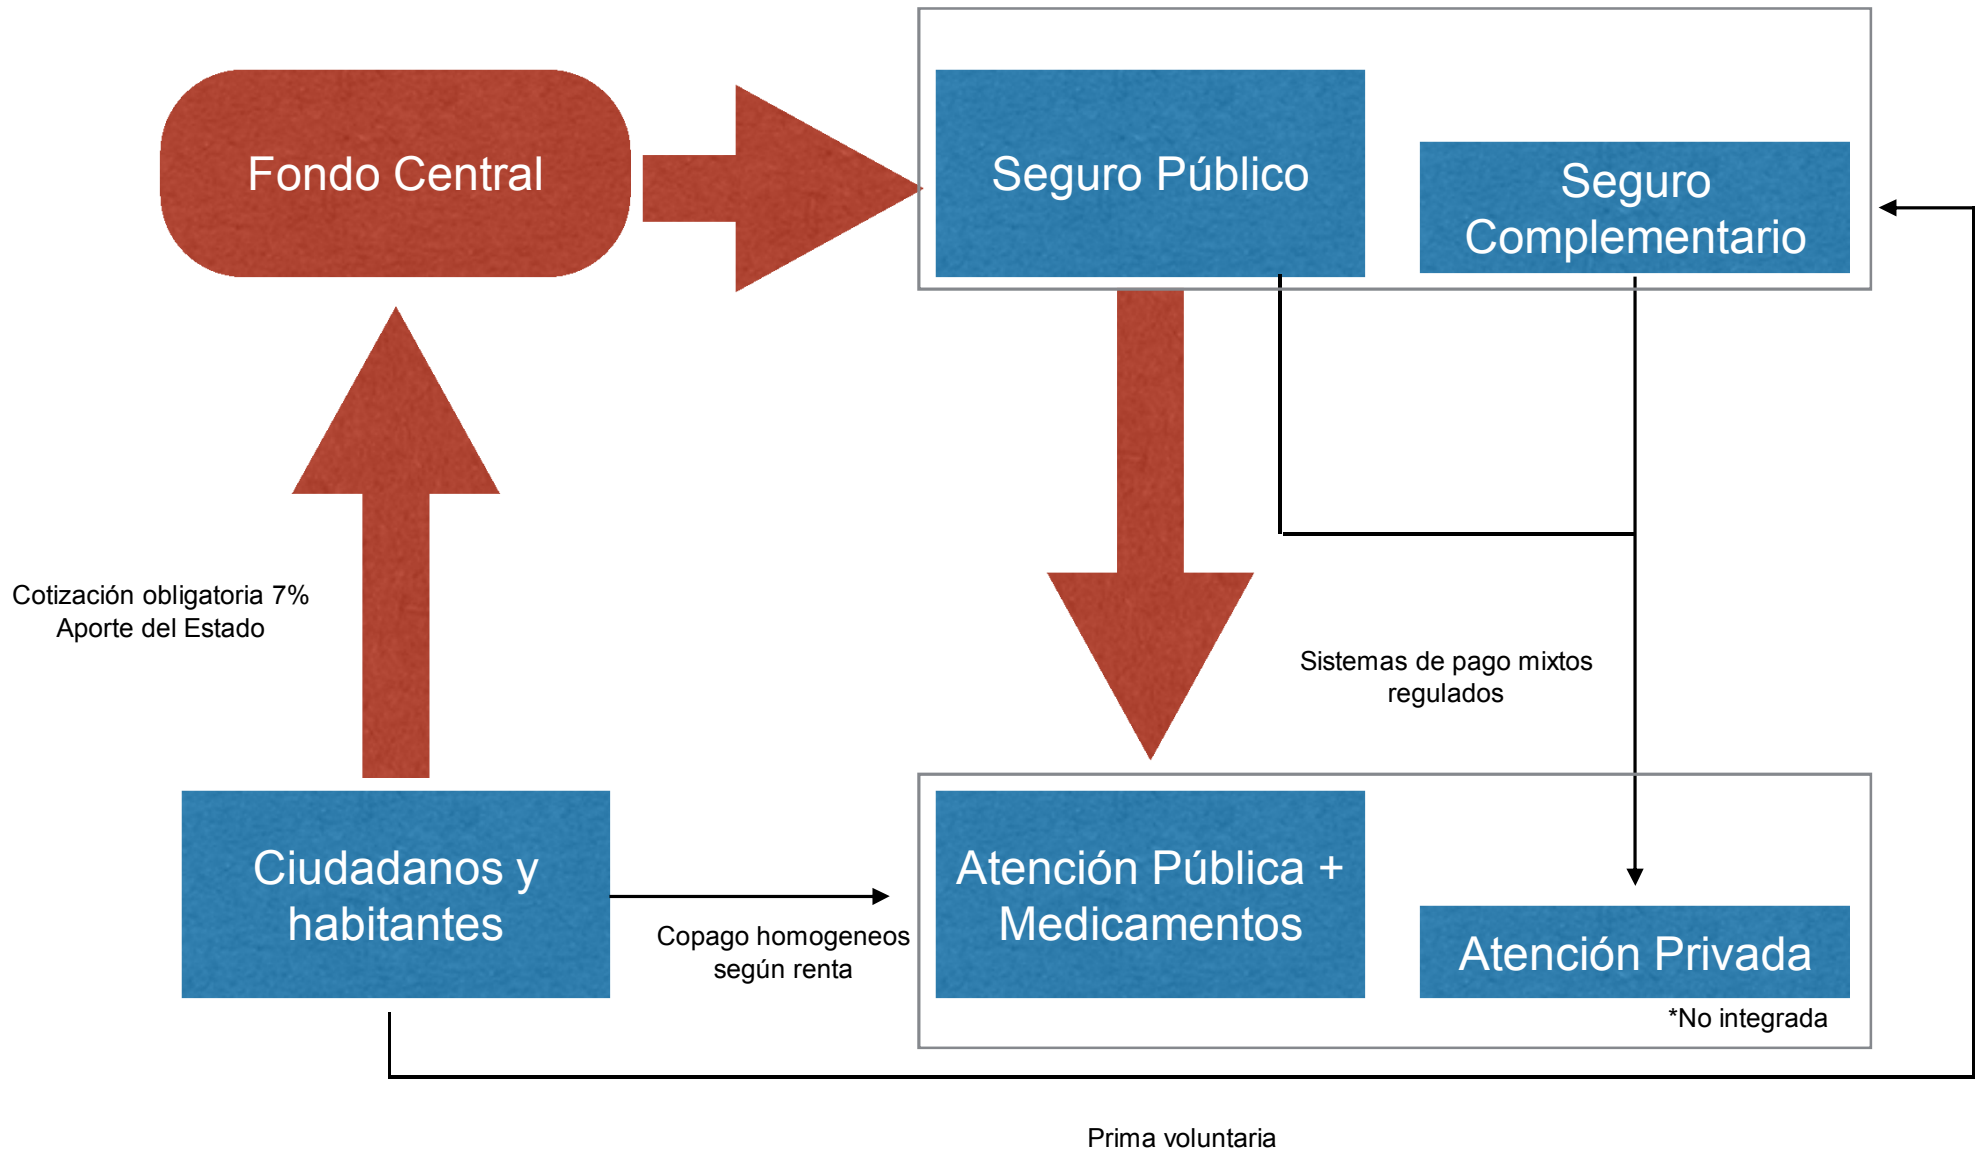 Fondo Central
Seguro Público
Seguro
Complementario
Cotización obligatoria 7%
Aporte del Estado
Sistemas de pago mixtos
regulados
Ciudadanos y
habitantes
Copago homogeneos
según renta
Atención Pública +
Medicamentos
Atención Privada
*No integrada
Prima voluntaria